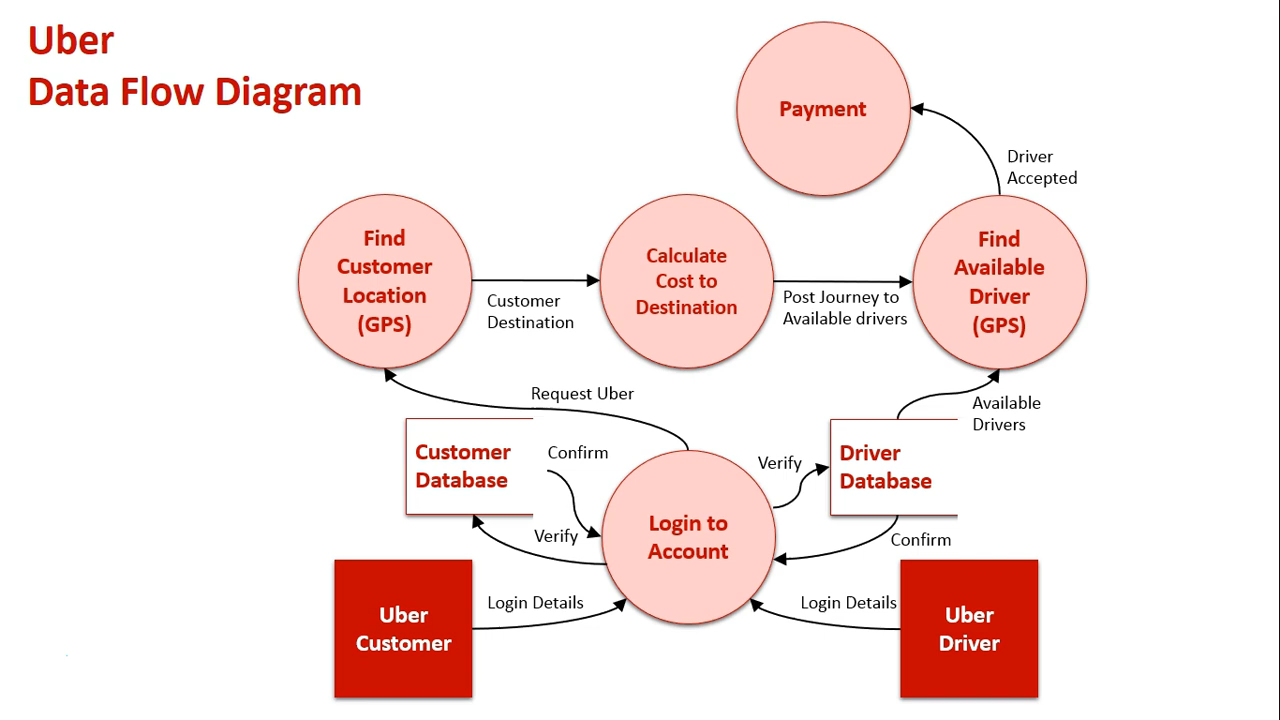 Uber
Data Flow Diagram
Payment
Driver
Accepted
Find
Customer
Location
(GPS)
Customer
Destination
Calculate
Cost to
Destination
Post Journey to
Available drivers
Find
Available
Driver
(GPS)
Request Uber
Available
Drivers
Customer
Database
Confirm
Verify
Verify
Driver
Database
Confirm
Login to
Account
Uber
Customer
Login Details
Login Details
Uber
Driver